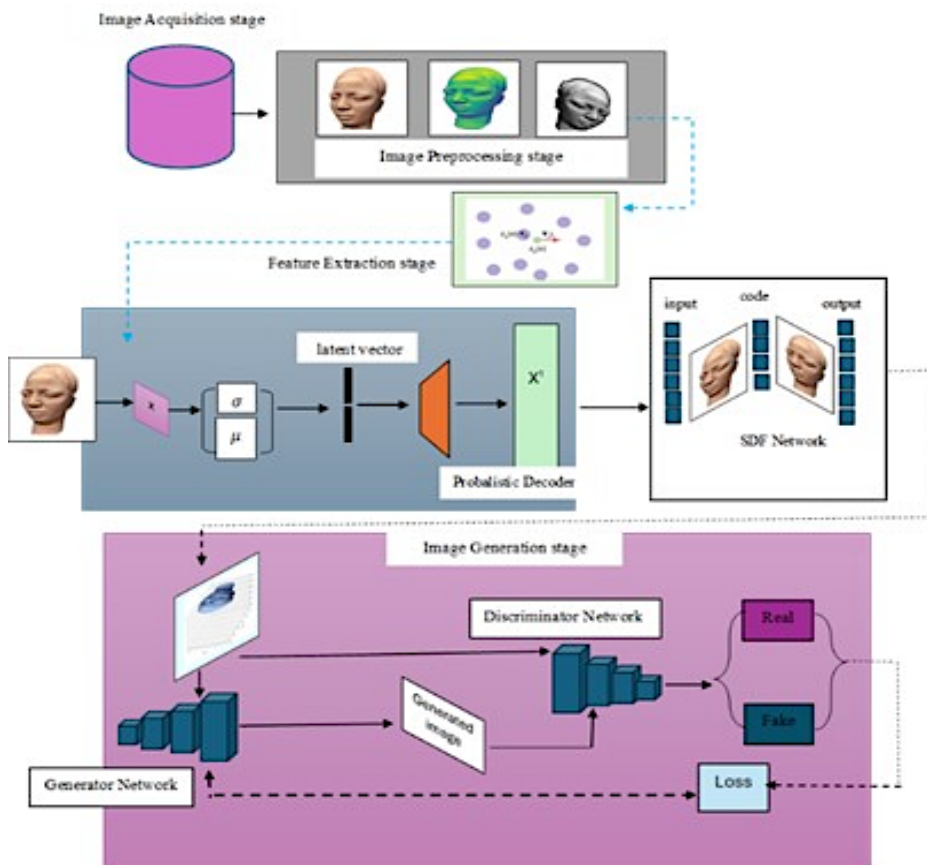 Image Acquisition stage
Image Preprocessing stage
Feature Extraction stage
input
code
output
latent vector
x
σ
μ
X'
Probalistic Decoder
SDF Network
Image Generation stage
Discriminator Network
Real
Generated
image
Fake
Generator Network
Loss